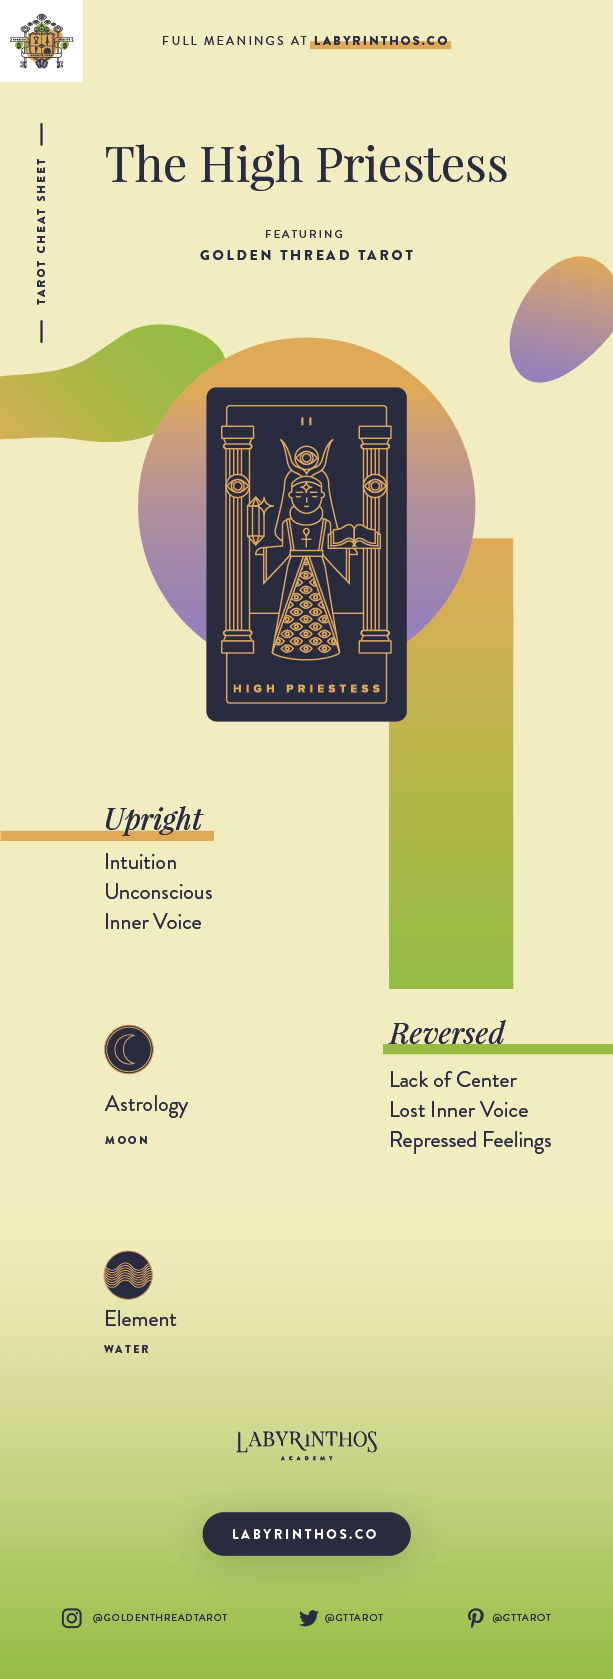 FULL MEANINGS AT LABYRINTHOS.CO
TAROT CHEAT SHEET
The High Priestess
FEATURING
GOLDEN THREAD TAROT
II
HIGH PRIESTESS
Upright
Intuition
Unconscious
Inner Voice
Astrology
MOON
Reversed
Lack of Center
Lost Inner Voice
Repressed Feelings
Element
WATER
LABYRINTHOS
ACADEMY
LABYRINTHOS.CO
@GOLDENTHREADTAROT
@GTTAROT
@GTTAROT